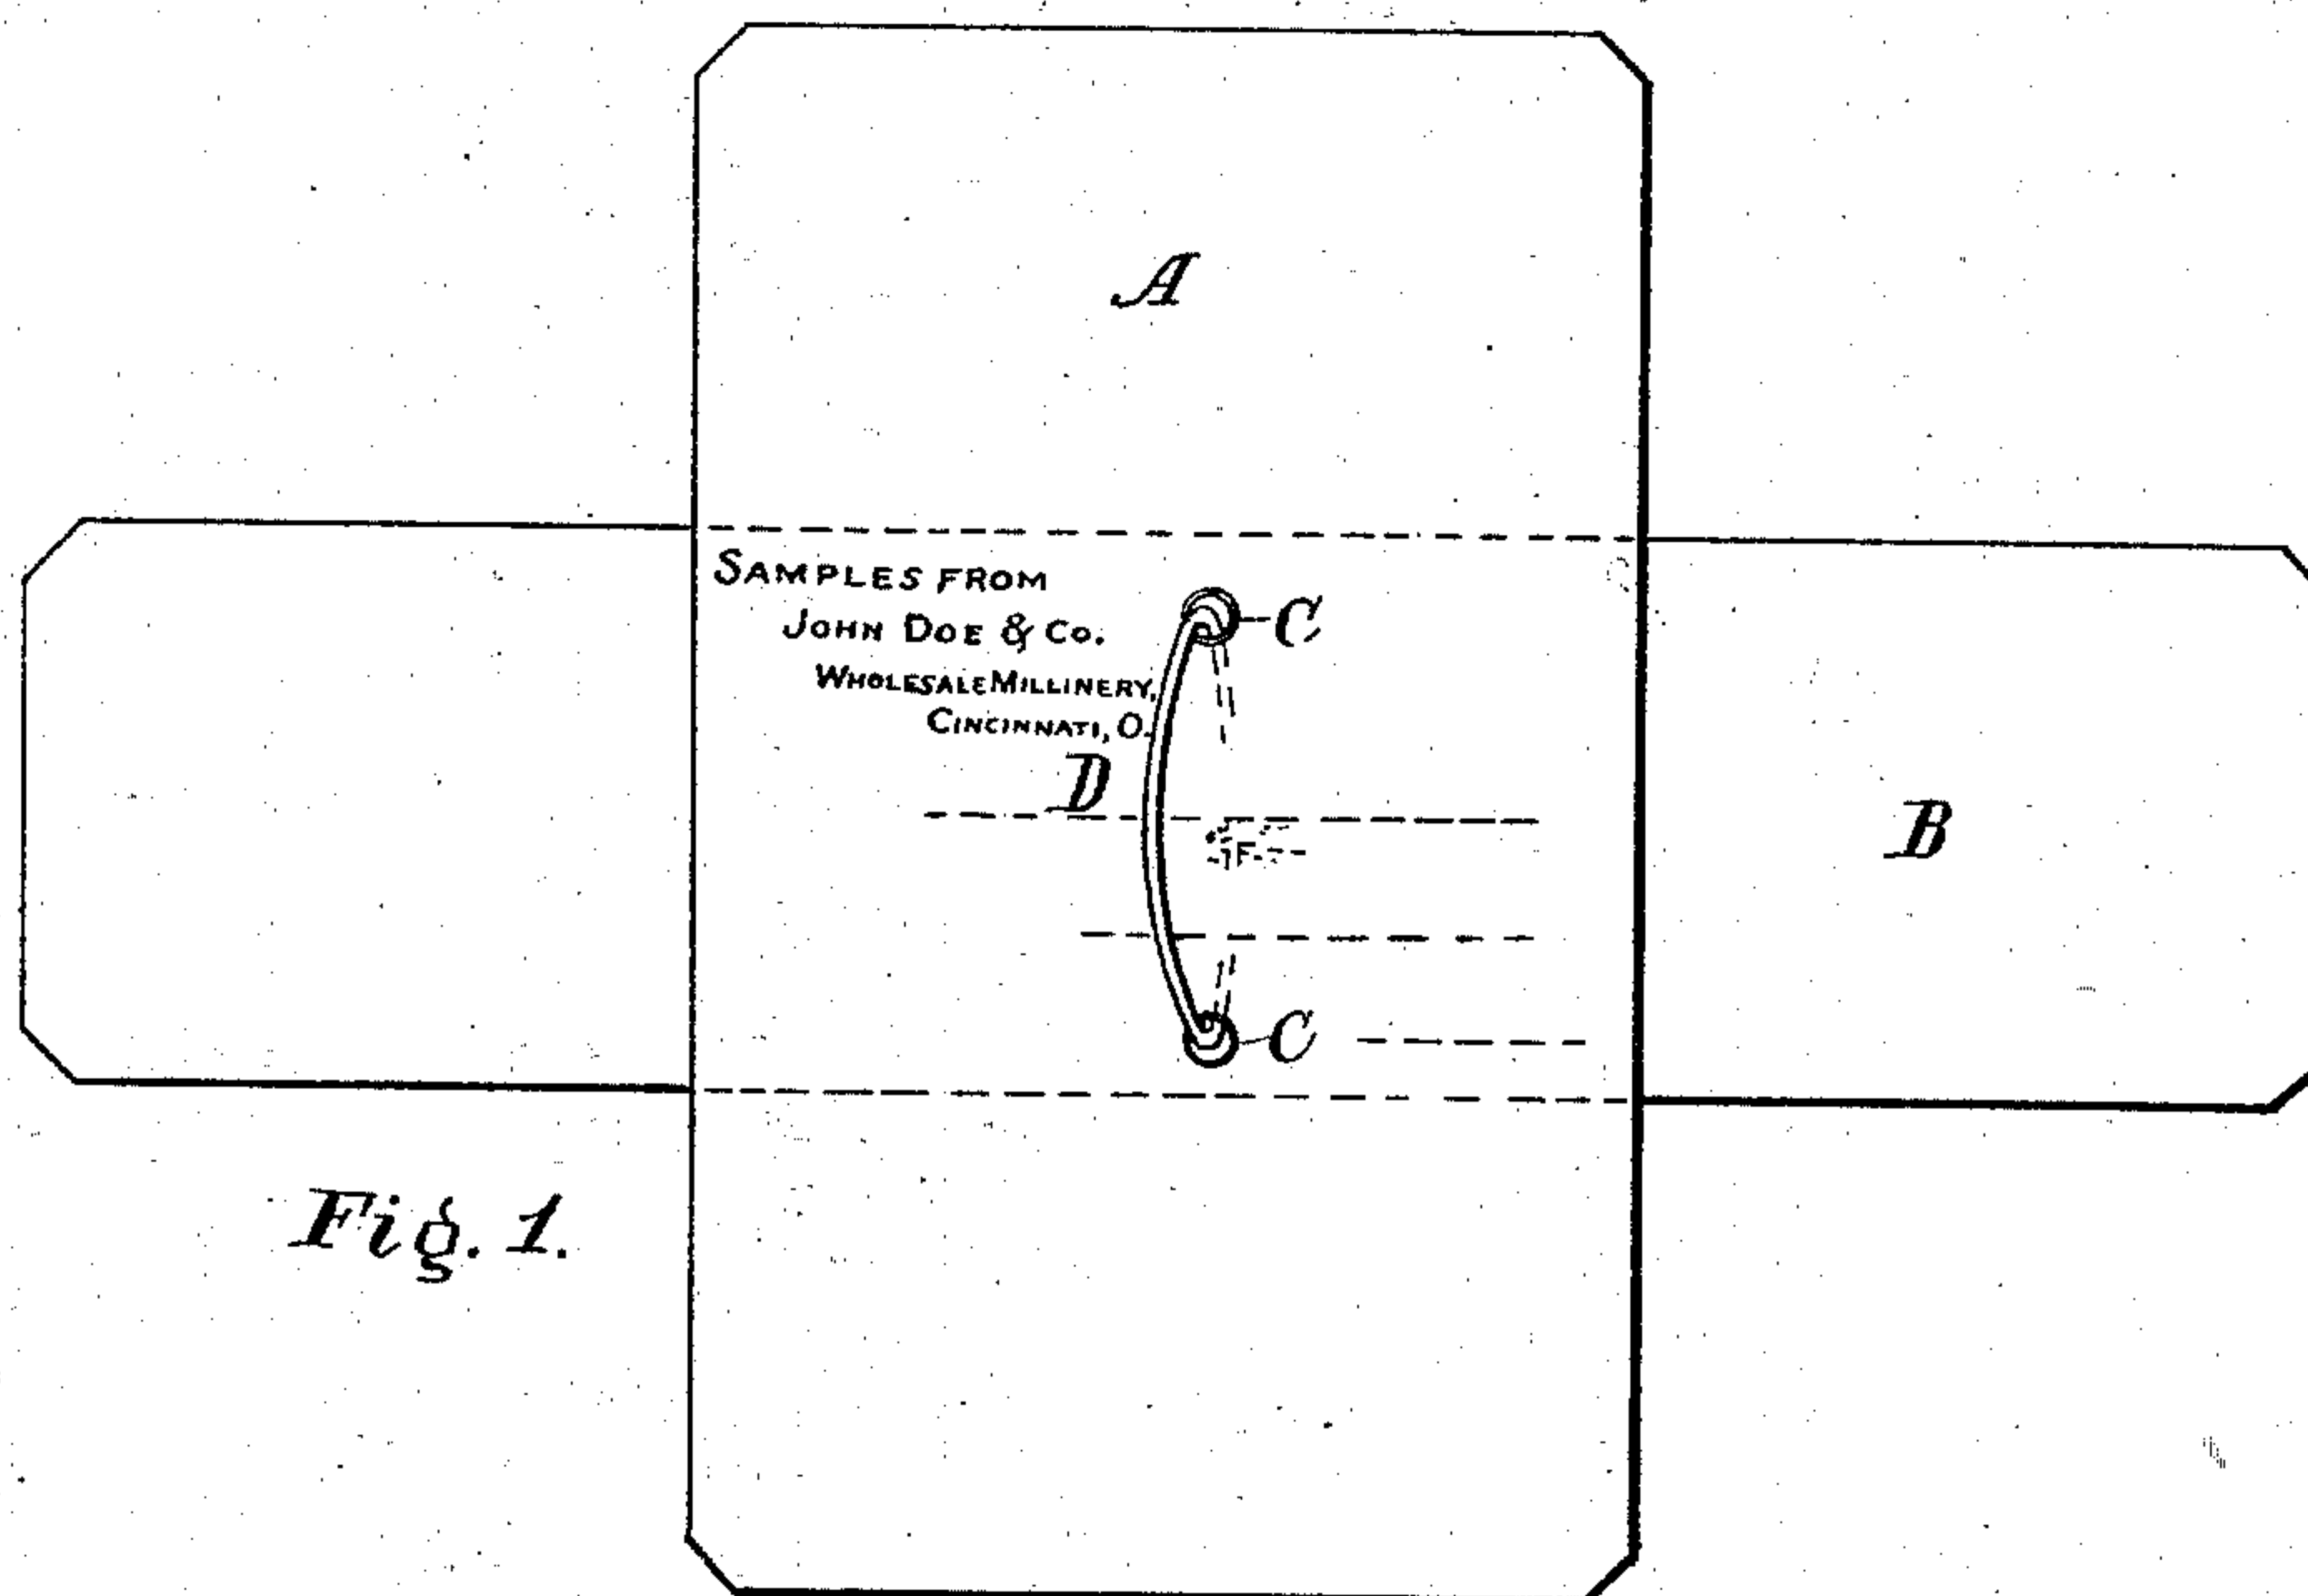 A
SAMPLES FROM
JOHN DOE & Co.
WHOLESALE MILLINERY,
CINCINNATI, O.
C
D
B
C
Fig. 1.